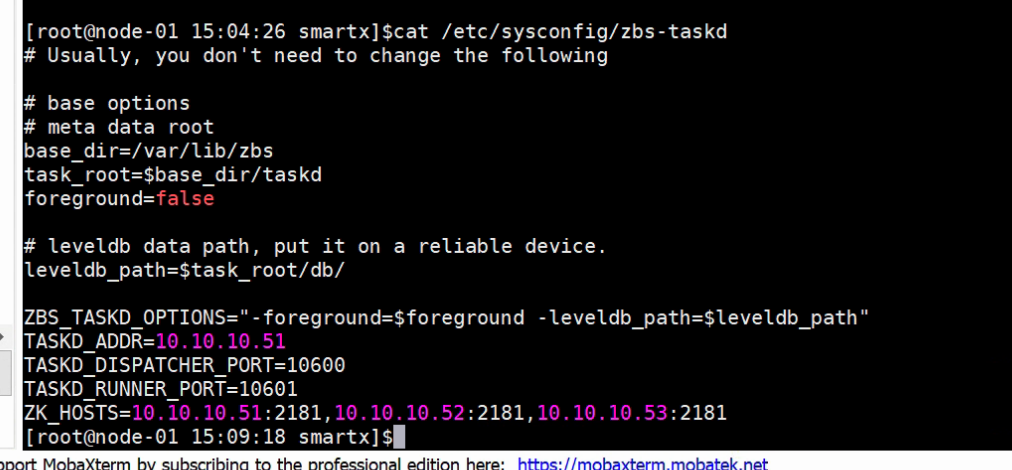 [root@node-01 15:04:26 smartx]$cat /etc/sysconfig/zbs-taskd
# Usually, you don't need to change the following
# base options
# meta data root
base_dir=/var/lib/zbs
task_root=$base_dir/taskd
foreground=false
# leveldb data path, put it on a reliable device.
leveldb_path=$task_root/db/
ZBS_TASKD_OPTIONS="-foreground=$foreground -leveldb_path=$leveldb_path"
TASKD_ADDR=10.10.10.51
TASKD_DISPATCHER_PORT=10600
TASKD_RUNNER_PORT=10601
ZK_HOSTS=10.10.10.51:2181,10.10.10.52:2181,10.10.10.53:2181
[root@node-01 15:09:18 smartx]$
pport MobaXterm by subscribing to the professional edition here: https://mobaxterm.mobatek.net